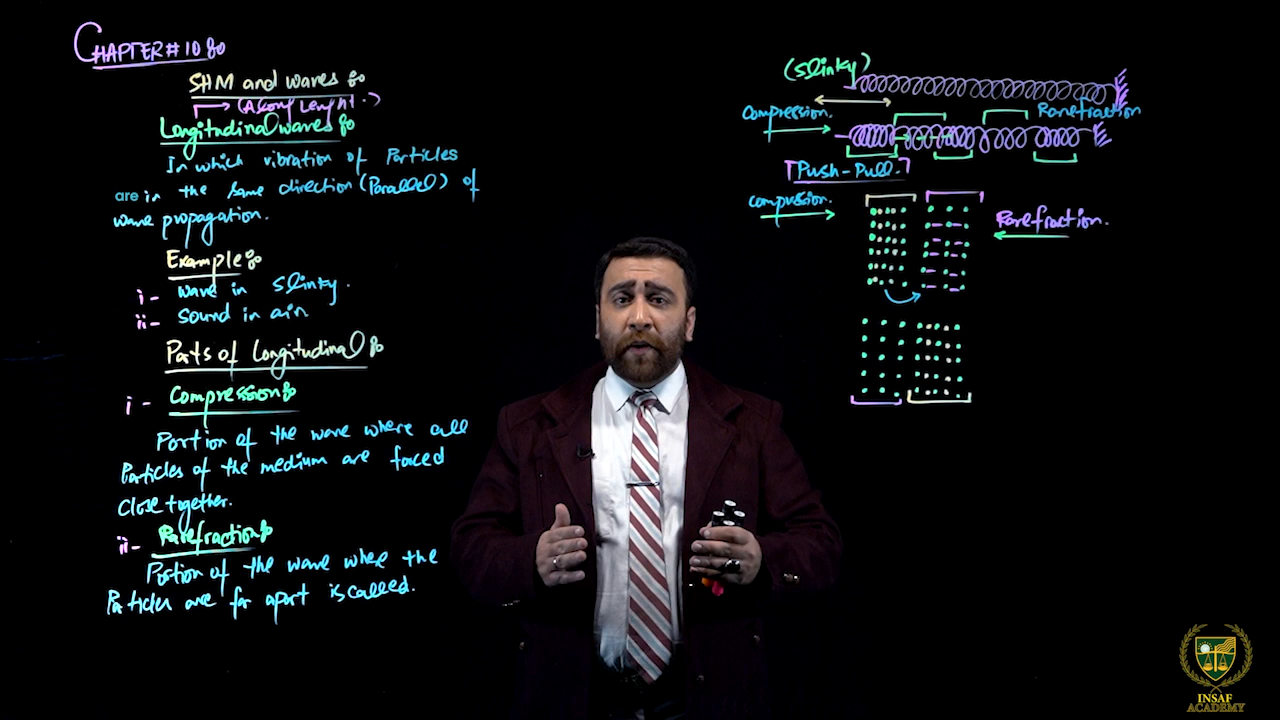 CHAPTER # 10 :
SHM and waves :
(Along Lenght.)
Longitudinal waves :
In which vibration of Particles
are in the same direction (Parallel) of
wave propagation.
Example :
i- wave in slinky.
ii- sound in air
Parts of Longitudinal :
i- Compression :
Portion of the wave where all
Particles of the medium are forced
close together.
ii- Rarefraction :
Portion of the wave where the
Particles are far apart is called.
(Slinky)
Compression.
Rarefraction
Push-Pull.
compression.
Rarefraction.
INSAF
ACADEMY